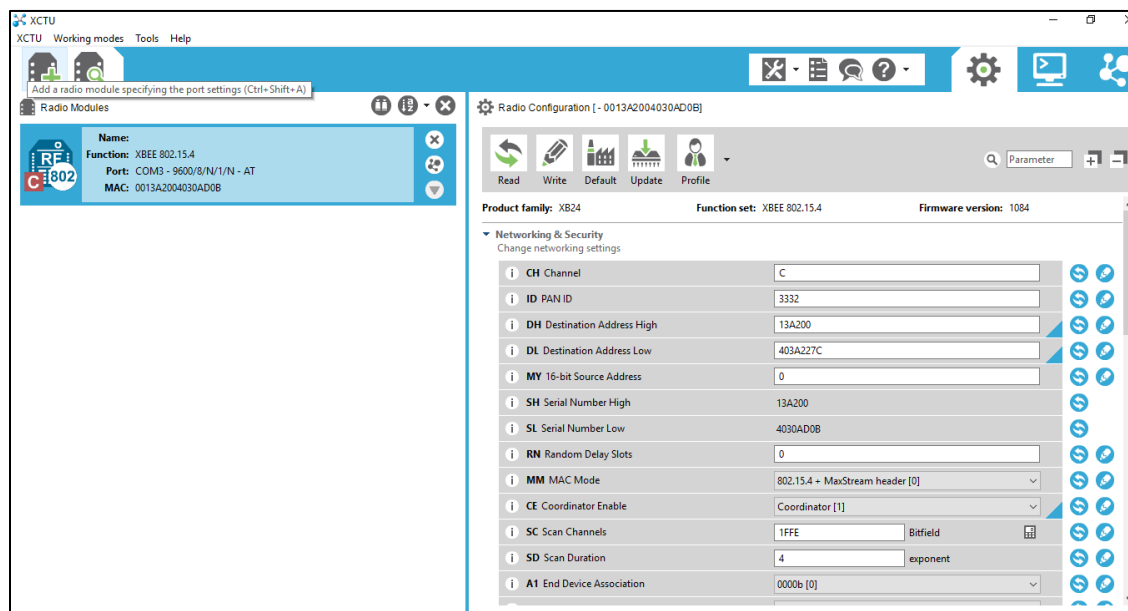 XCTU
XCTU Working modes Tools Help
Add a radio module specifying the port settings (Ctrl+Shift+A)
Radio Modules
Name:
Function: XBEE 802.15.4
Port: COM3 - 9600/8/N/1/N - AT
MAC: 0013A2004030AD0B
RF
C 802
Radio Configuration [ - 0013A2004030AD0B]
Read Write Default Update Profile
Parameter
Product family: XB24 Function set: XBEE 802.15.4 Firmware version: 1084
Networking & Security
Change networking settings
i CH Channel C
i ID PAN ID 3332
i DH Destination Address High 13A200
i DL Destination Address Low 403A227C
i MY 16-bit Source Address 0
i SH Serial Number High 13A200
i SL Serial Number Low 4030AD0B
i RN Random Delay Slots 0
i MM MAC Mode 802.15.4 + MaxStream header [0]
i CE Coordinator Enable Coordinator [1]
i SC Scan Channels 1FFE Bitfield
i SD Scan Duration 4 exponent
i A1 End Device Association 0000b [0]